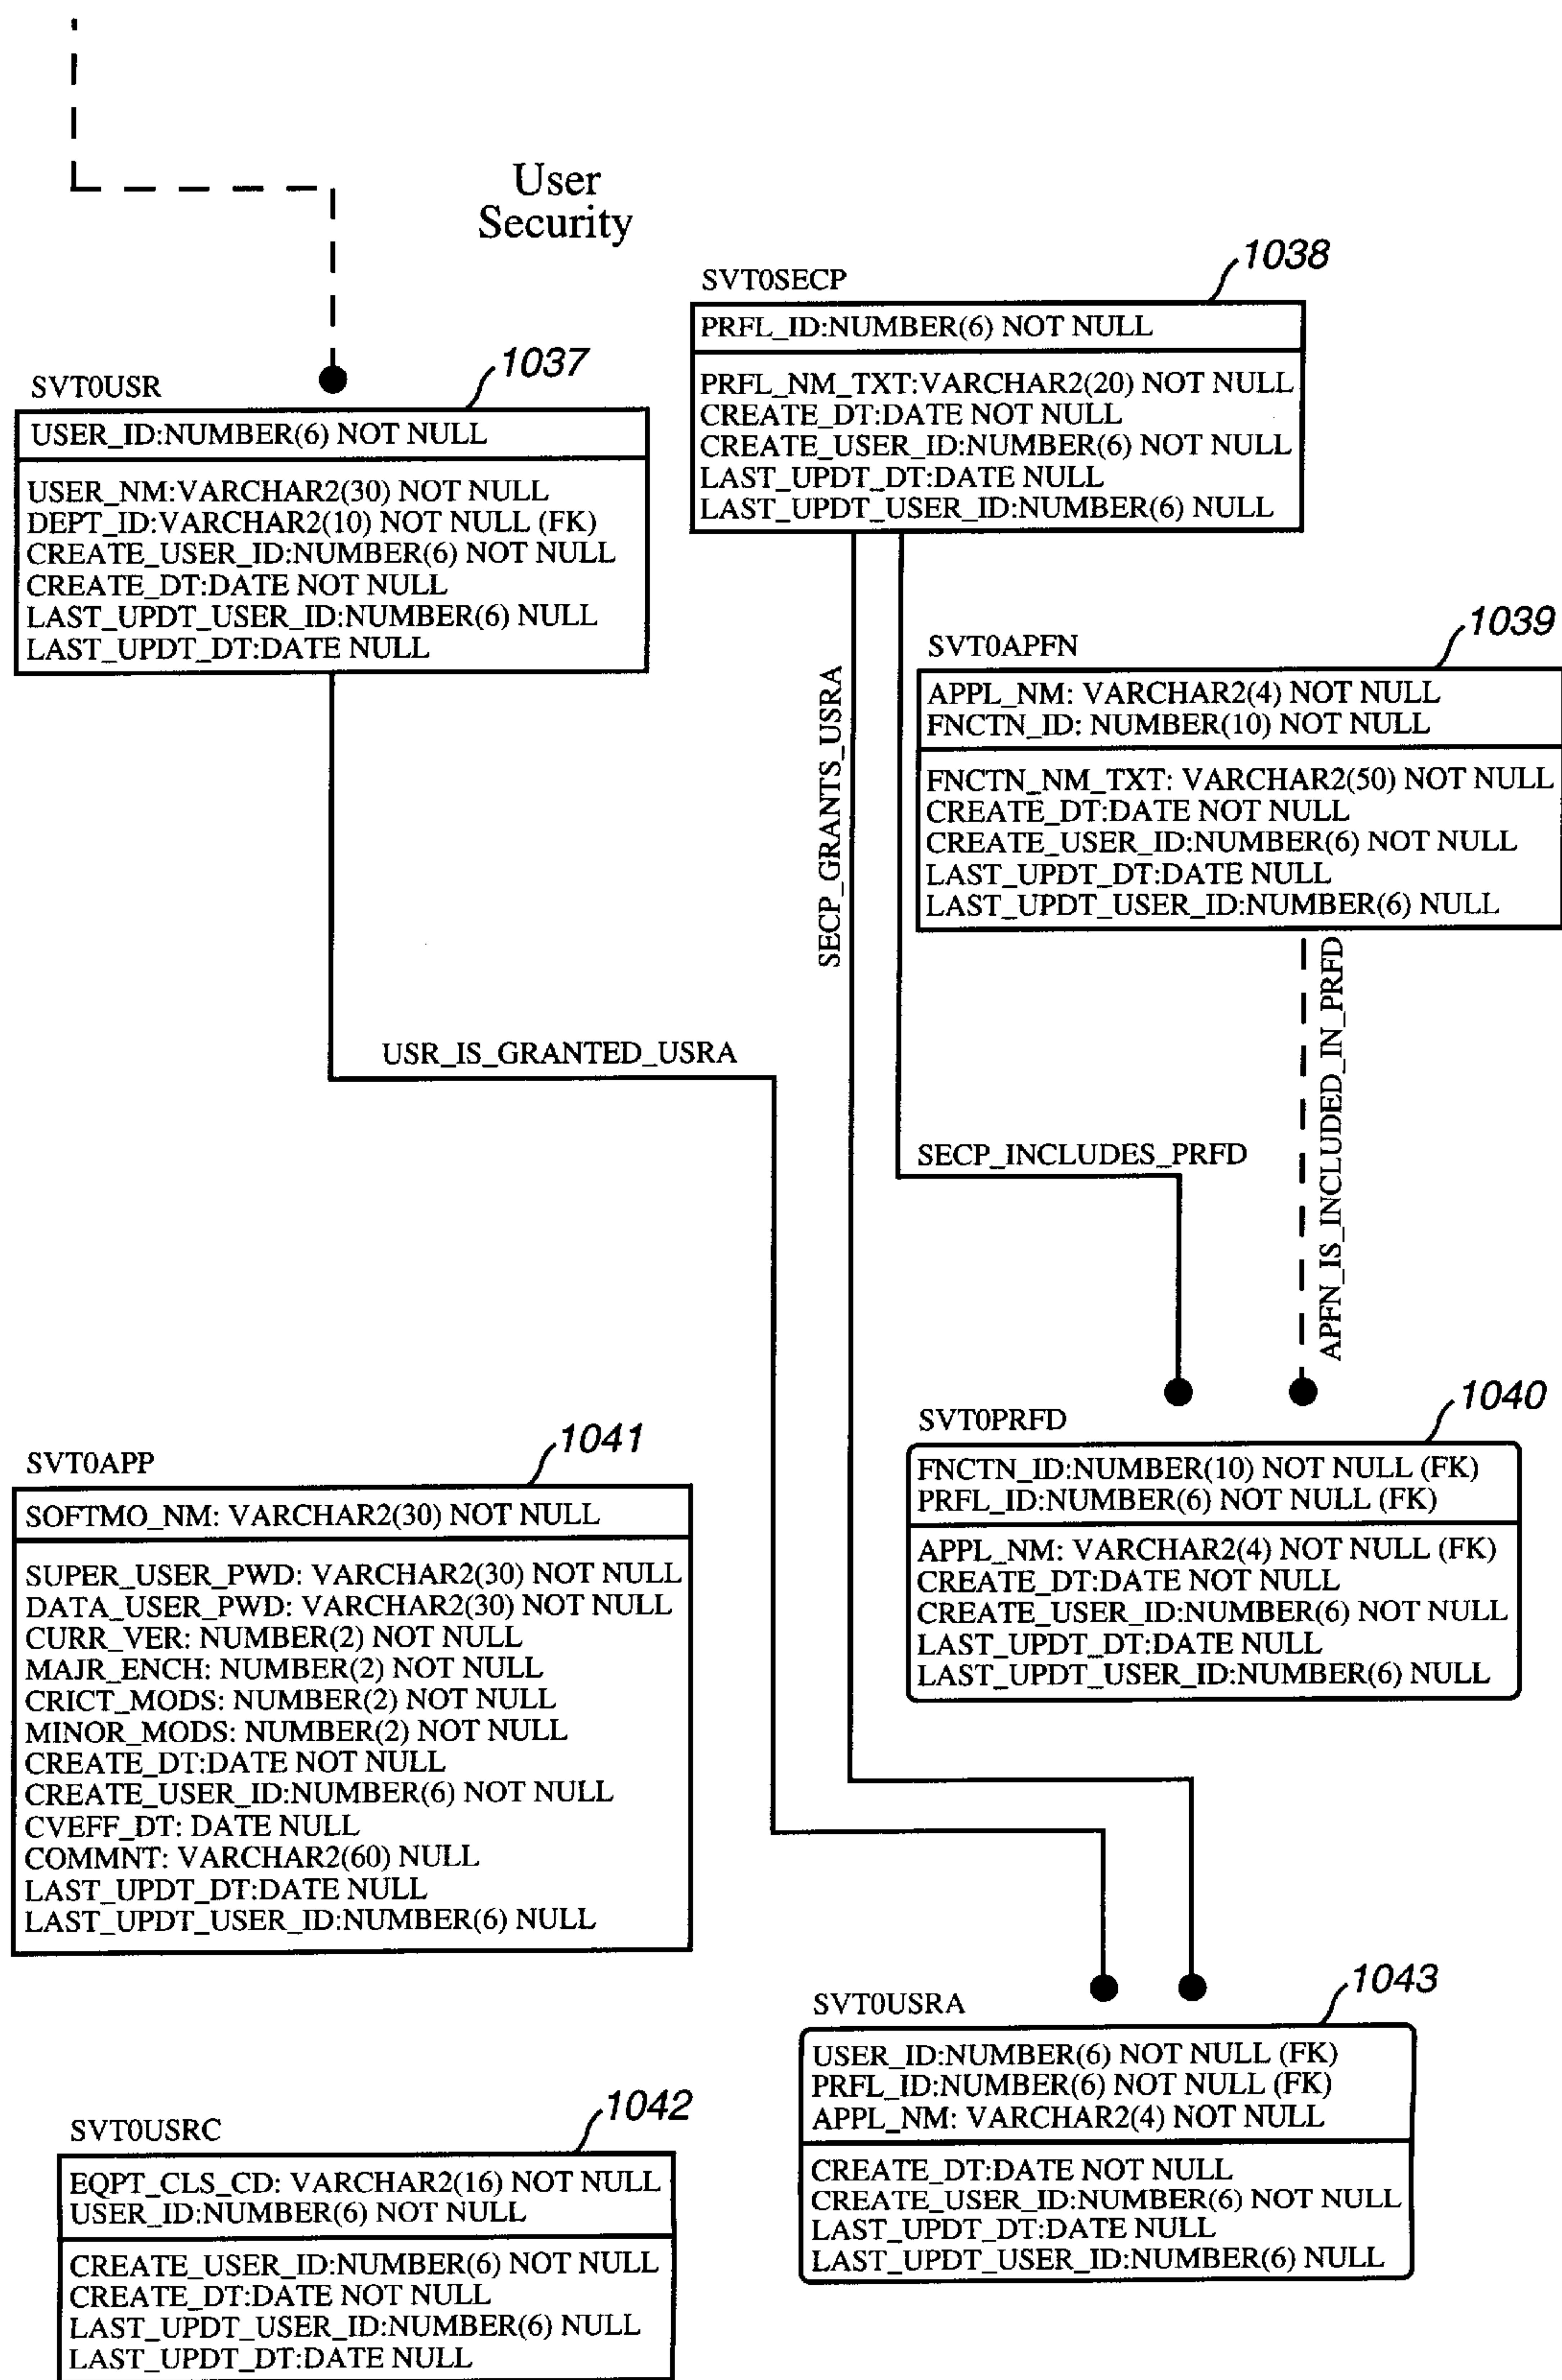 User
Security
1037
SVT0USR
USER_ID:NUMBER(6) NOT NULL
USER_NM:VARCHAR2(30) NOT NULL
DEPT_ID:VARCHAR2(10) NOT NULL (FK)
CREATE_USER_ID:NUMBER(6) NOT NULL
CREATE_DT:DATE NOT NULL
LAST_UPDT_USER_ID:NUMBER(6) NULL
LAST_UPDT_DT:DATE NULL
1038
SVT0SECP
PRFL_ID:NUMBER(6) NOT NULL
PRFL_NM_TXT:VARCHAR2(20) NOT NULL
CREATE_DT:DATE NOT NULL
CREATE_USER_ID:NUMBER(6) NOT NULL
LAST_UPDT_DT:DATE NULL
LAST_UPDT_USER_ID:NUMBER(6) NULL
1039
SVT0APFN
APPL_NM: VARCHAR2(4) NOT NULL
FNCTN_ID: NUMBER(10) NOT NULL
FNCTN_NM_TXT: VARCHAR2(50) NOT NULL
CREATE_DT:DATE NOT NULL
CREATE_USER_ID:NUMBER(6) NOT NULL
LAST_UPDT_DT:DATE NULL
LAST_UPDT_USER_ID:NUMBER(6) NULL
SECP_GRANTS_USRA
USR_IS_GRANTED_USRA
SECP_INCLUDES_PRFD
APFN_IS_INCLUDED_IN_PRFD
1040
SVT0PRFD
FNCTN_ID:NUMBER(10) NOT NULL (FK)
PRFL_ID:NUMBER(6) NOT NULL (FK)
APPL_NM: VARCHAR2(4) NOT NULL (FK)
CREATE_DT:DATE NOT NULL
CREATE_USER_ID:NUMBER(6) NOT NULL
LAST_UPDT_DT:DATE NULL
LAST_UPDT_USER_ID:NUMBER(6) NULL
1041
SVT0APP
SOFTMO_NM: VARCHAR2(30) NOT NULL
SUPER_USER_PWD: VARCHAR2(30) NOT NULL
DATA_USER_PWD: VARCHAR2(30) NOT NULL
CURR_VER: NUMBER(2) NOT NULL
MAJR_ENCH: NUMBER(2) NOT NULL
CRICT_MODS: NUMBER(2) NOT NULL
MINOR_MODS: NUMBER(2) NOT NULL
CREATE_DT:DATE NOT NULL
CREATE_USER_ID:NUMBER(6) NOT NULL
CVEFF_DT: DATE NULL
COMMNT: VARCHAR2(60) NULL
LAST_UPDT_DT:DATE NULL
LAST_UPDT_USER_ID:NUMBER(6) NULL
1043
SVT0USRA
USER_ID:NUMBER(6) NOT NULL (FK)
PRFL_ID:NUMBER(6) NOT NULL (FK)
APPL_NM: VARCHAR2(4) NOT NULL
CREATE_DT:DATE NOT NULL
CREATE_USER_ID:NUMBER(6) NOT NULL
LAST_UPDT_DT:DATE NULL
LAST_UPDT_USER_ID:NUMBER(6) NULL
1042
SVT0USRC
EQPT_CLS_CD: VARCHAR2(16) NOT NULL
USER_ID:NUMBER(6) NOT NULL
CREATE_USER_ID:NUMBER(6) NOT NULL
CREATE_DT:DATE NOT NULL
LAST_UPDT_USER_ID:NUMBER(6) NULL
LAST_UPDT_DT:DATE NULL